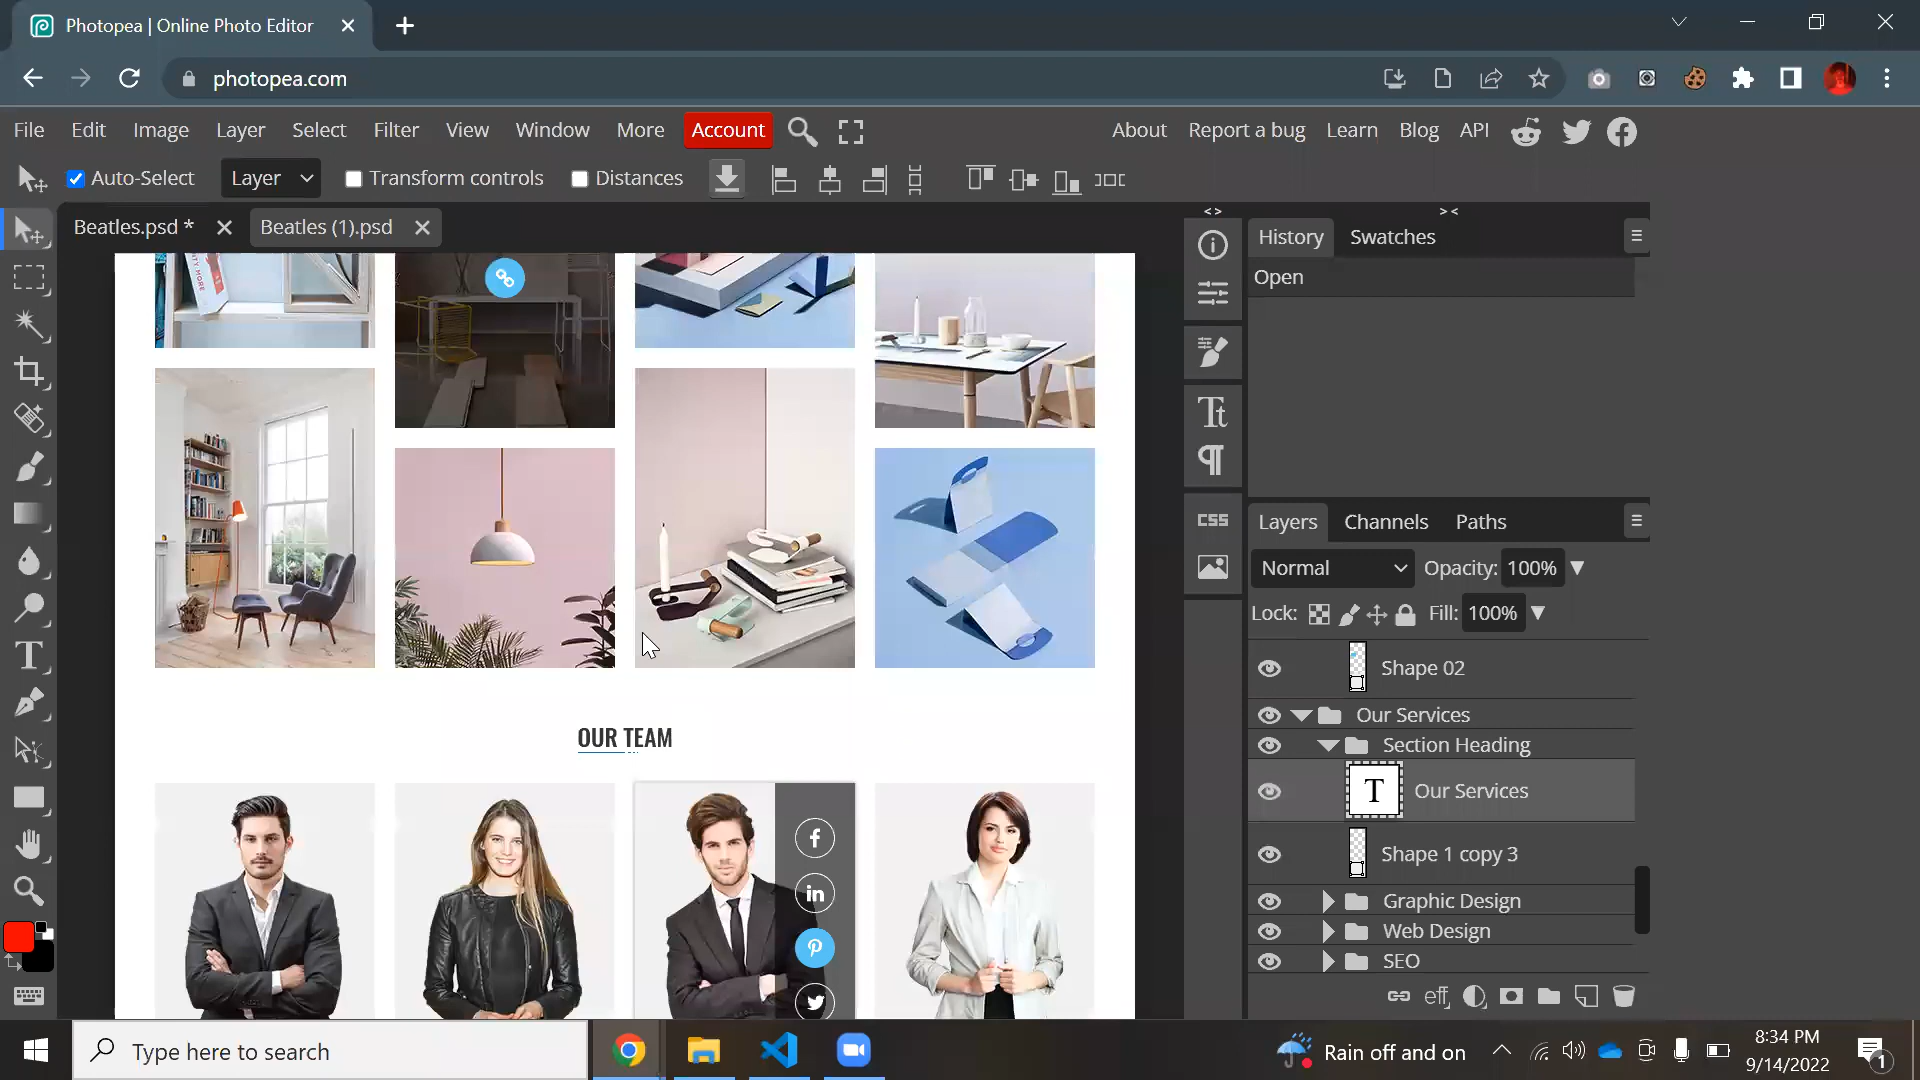 Photopea | Online Photo Editor
photopea.com
File Edit Image Layer Select Filter View Window More Account About Report a bug Learn Blog API
Auto-Select Layer Transform controls Distances
Beatles.psd * Beatles (1).psd
< > > <
History Swatches
Open
OUR TEAM
Tt
¶
CSS
Layers Channels Paths
Normal Opacity: 100%
Lock: Fill: 100%
Shape 02
Our Services
Section Heading
T Our Services
Shape 1 copy 3
Graphic Design
Web Design
SEO
eff
Type here to search
Rain off and on
8:34 PM
9/14/2022
1